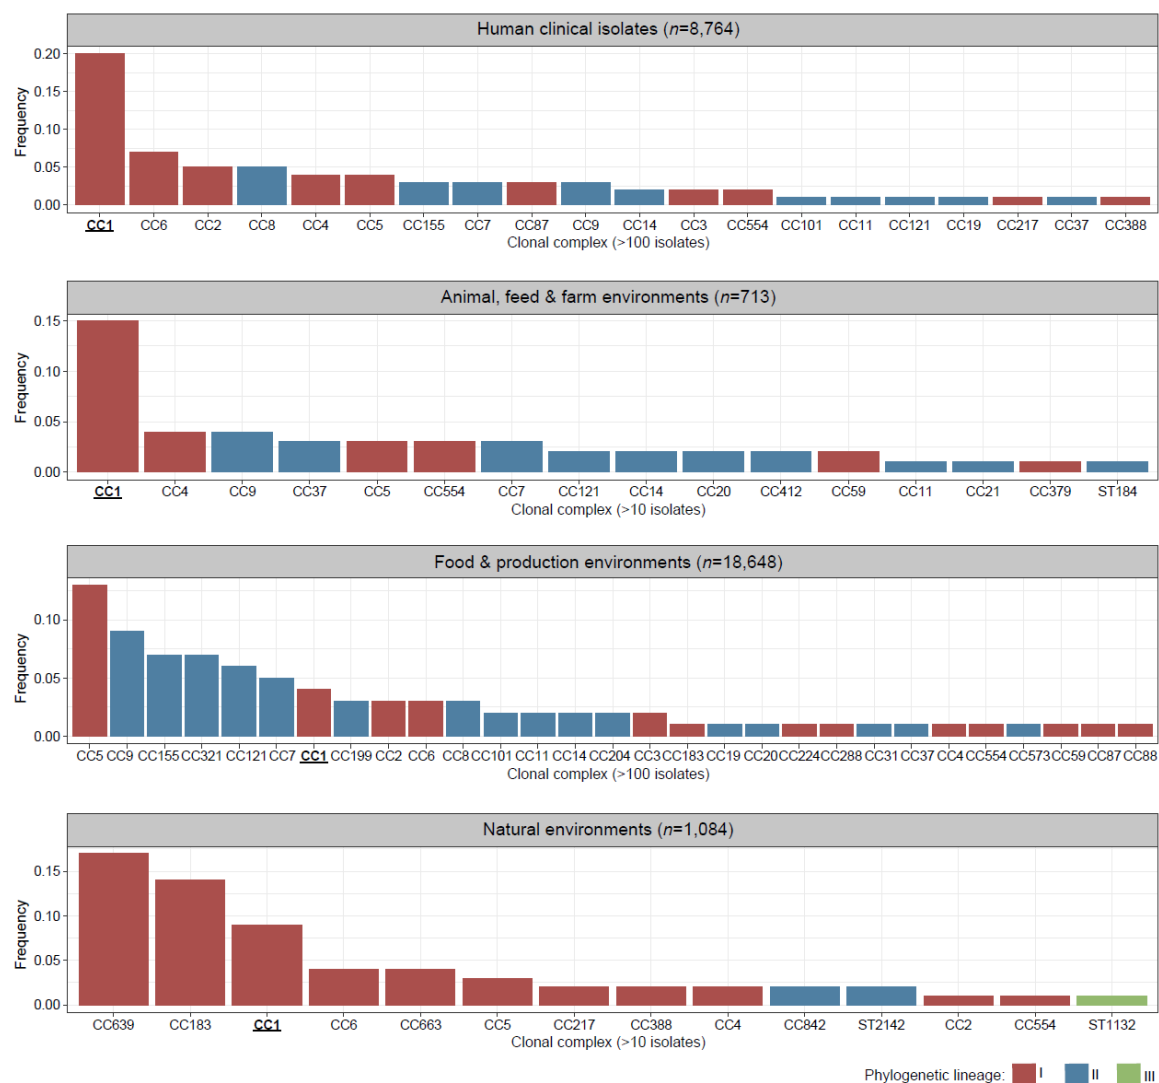 Human clinical isolates (n=8,764)
Frequency
0.20
0.15
0.10
0.05
0.00
CC1 CC6 CC2 CC8 CC4 CC5 CC155 CC7 CC87 CC9 CC14 CC3 CC554 CC101 CC11 CC121 CC19 CC217 CC37 CC388
Clonal complex (>100 isolates)
Animal, feed & farm environments (n=713)
Frequency
0.15
0.10
0.05
0.00
CC1 CC4 CC9 CC37 CC5 CC554 CC7 CC121 CC14 CC20 CC412 CC59 CC11 CC21 CC379 ST184
Clonal complex (>10 isolates)
Food & production environments (n=18,648)
Frequency
0.10
0.05
0.00
CC5 CC9 CC155 CC321 CC121 CC7 CC1 CC199 CC2 CC6 CC8 CC101 CC11 CC14 CC204 CC3 CC183 CC19 CC20 CC224 CC288 CC31 CC37 CC4 CC554 CC573 CC59 CC87 CC88
Clonal complex (>100 isolates)
Natural environments (n=1,084)
Frequency
0.15
0.10
0.05
0.00
CC639 CC183 CC1 CC6 CC663 CC5 CC217 CC388 CC4 CC842 ST2142 CC2 CC554 ST1132
Clonal complex (>10 isolates)
Phylogenetic lineage: I II III